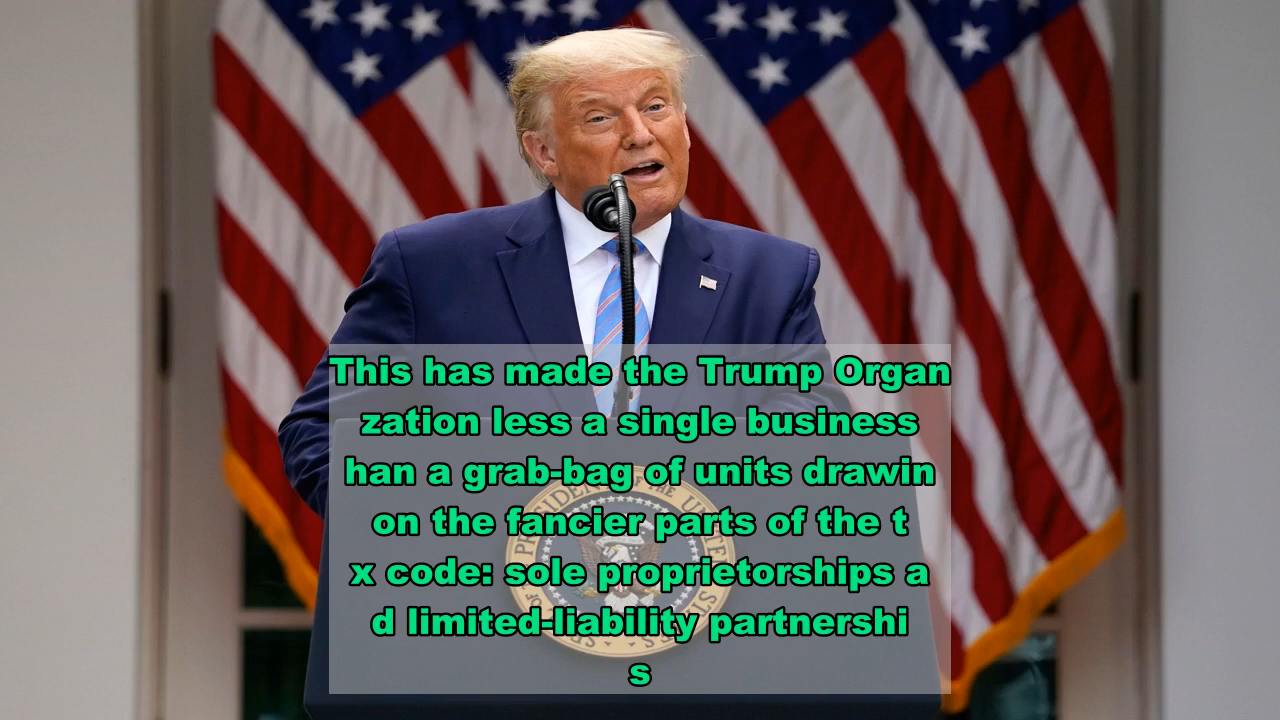 This has made the Trump Organ
zation less a single business
han a grab-bag of units drawin
on the fancier parts of the t
x code: sole proprietorships a
d limited-liability partnershi
s